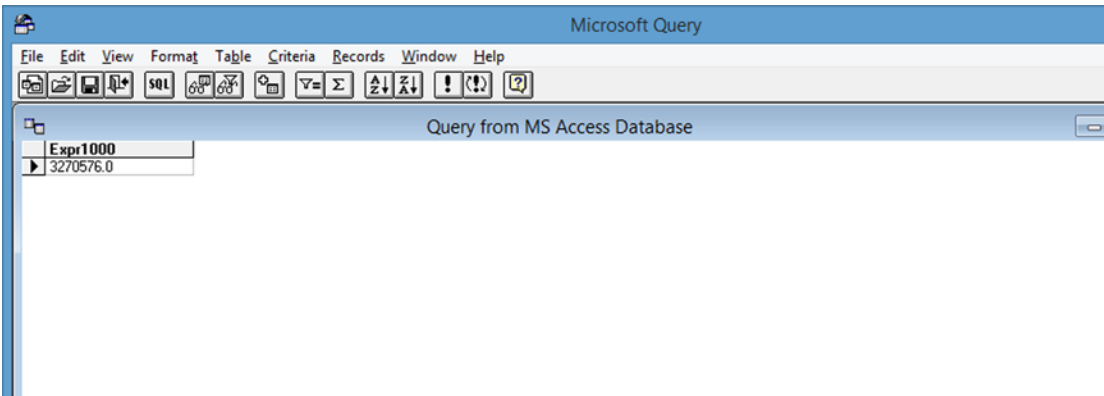 Microsoft Query
File Edit View Format Table Criteria Records Window Help
SQL
Query from MS Access Database
Expr1000
3270576.0